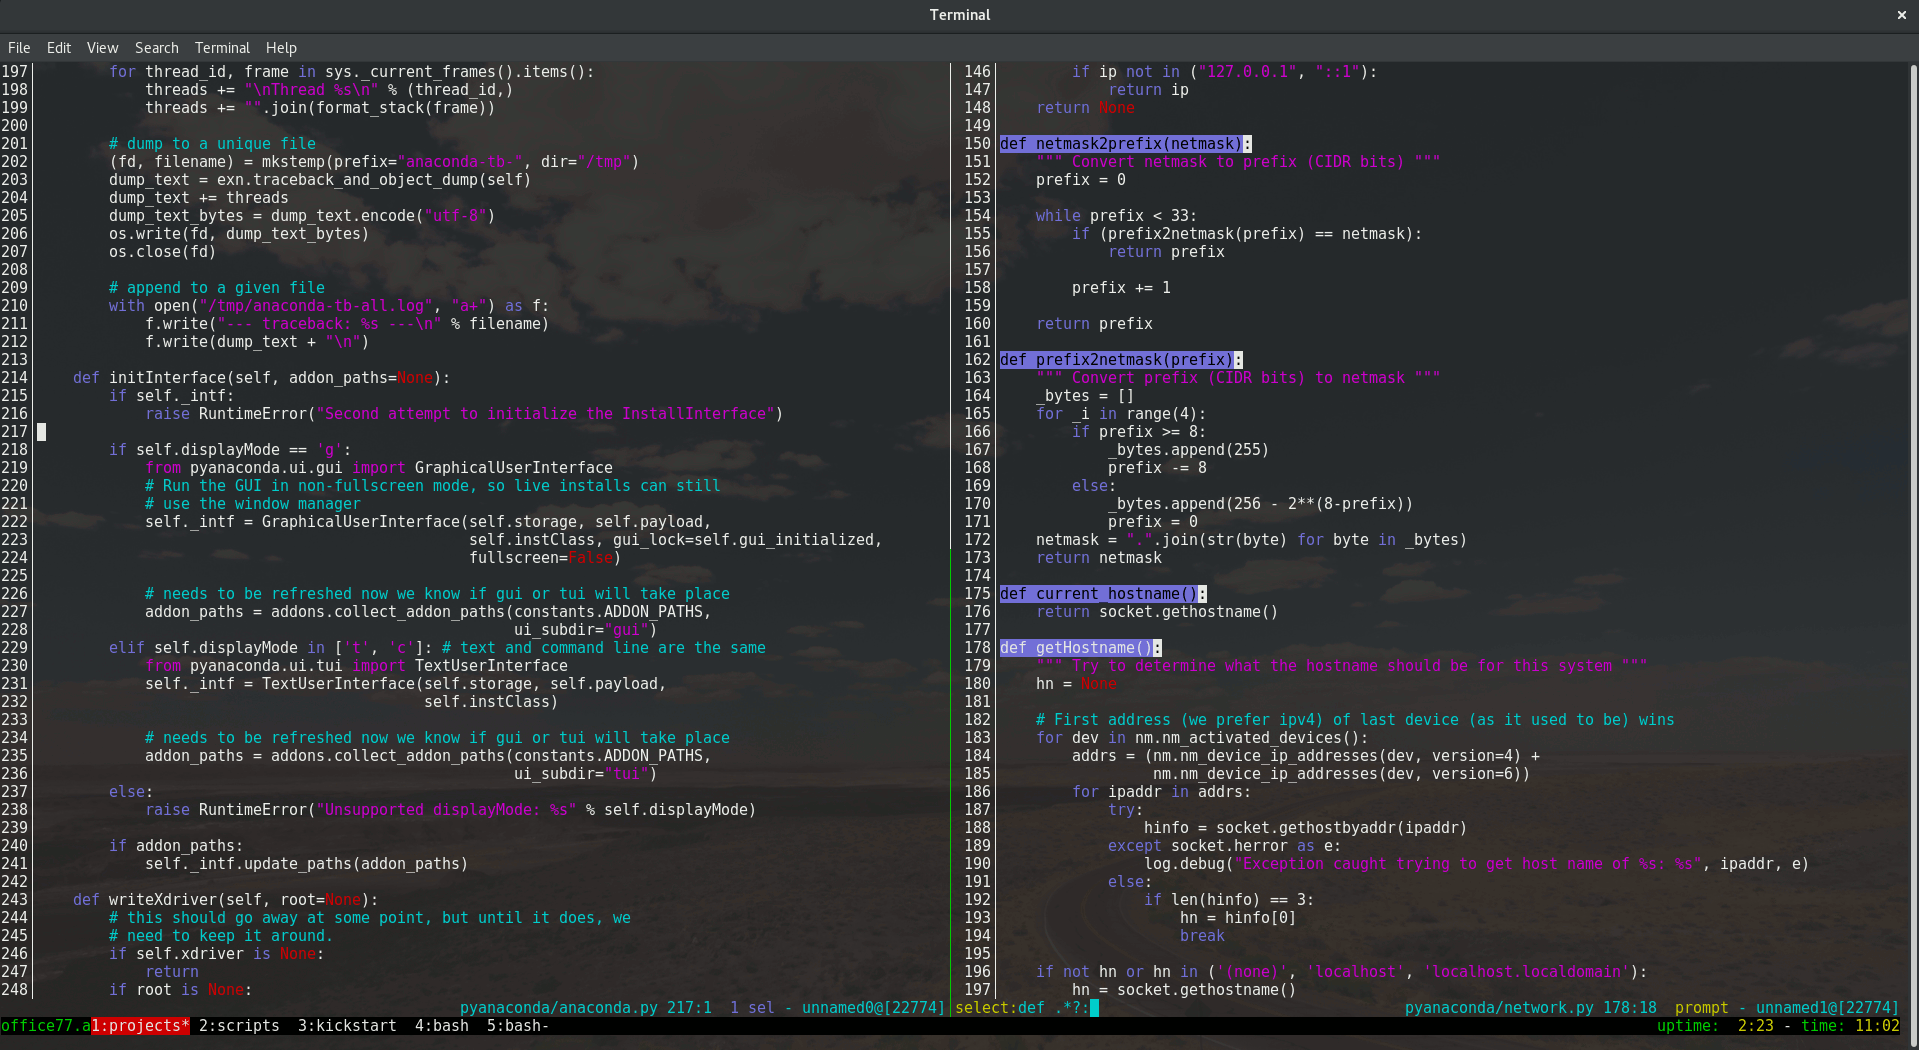 Terminal
File Edit View Search Terminal Help
197         for thread_id, frame in sys._current_frames().items():
198             threads += "\nThread %s\n" % (thread_id,)
199             threads += "".join(format_stack(frame))
200
201         # dump to a unique file
202         (fd, filename) = mkstemp(prefix="anaconda-tb-", dir="/tmp")
203         dump_text = exn.traceback_and_object_dump(self)
204         dump_text += threads
205         dump_text_bytes = dump_text.encode("utf-8")
206         os.write(fd, dump_text_bytes)
207         os.close(fd)
208
209         # append to a given file
210         with open("/tmp/anaconda-tb-all.log", "a+") as f:
211             f.write("--- traceback: %s ---\n" % filename)
212             f.write(dump_text + "\n")
213
214     def initInterface(self, addon_paths=None):
215         if self._intf:
216             raise RuntimeError("Second attempt to initialize the InstallInterface")
217
218         if self.displayMode == 'g':
219             from pyanaconda.ui.gui import GraphicalUserInterface
220             # Run the GUI in non-fullscreen mode, so live installs can still
221             # use the window manager
222             self._intf = GraphicalUserInterface(self.storage, self.payload,
223                                                 self.instClass, gui_lock=self.gui_initialized,
224                                                 fullscreen=False)
225
226             # needs to be refreshed now we know if gui or tui will take place
227             addon_paths = addons.collect_addon_paths(constants.ADDON_PATHS,
228                                                      ui_subdir="gui")
229         elif self.displayMode in ['t', 'c']: # text and command line are the same
230             from pyanaconda.ui.tui import TextUserInterface
231             self._intf = TextUserInterface(self.storage, self.payload,
232                                            self.instClass)
233
234             # needs to be refreshed now we know if gui or tui will take place
235             addon_paths = addons.collect_addon_paths(constants.ADDON_PATHS,
236                                                      ui_subdir="tui")
237         else:
238             raise RuntimeError("Unsupported displayMode: %s" % self.displayMode)
239
240         if addon_paths:
241             self._intf.update_paths(addon_paths)
242
243     def writeXdriver(self, root=None):
244         # this should go away at some point, but until it does, we
245         # need to keep it around.
246         if self.xdriver is None:
247             return
248         if root is None:
pyanaconda/anaconda.py 217:1  1 sel - unnamed0@[22774]
146         if ip not in ("127.0.0.1", "::1"):
147             return ip
148     return None
149
150 def netmask2prefix(netmask):
151     """ Convert netmask to prefix (CIDR bits) """
152     prefix = 0
153
154     while prefix < 33:
155         if (prefix2netmask(prefix) == netmask):
156             return prefix
157
158         prefix += 1
159
160     return prefix
161
162 def prefix2netmask(prefix):
163     """ Convert prefix (CIDR bits) to netmask """
164     _bytes = []
165     for _i in range(4):
166         if prefix >= 8:
167             _bytes.append(255)
168             prefix -= 8
169         else:
170             _bytes.append(256 - 2**(8-prefix))
171             prefix = 0
172     netmask = ".".join(str(byte) for byte in _bytes)
173     return netmask
174
175 def current_hostname():
176     return socket.gethostname()
177
178 def getHostname():
179     """ Try to determine what the hostname should be for this system """
180     hn = None
181
182     # First address (we prefer ipv4) of last device (as it used to be) wins
183     for dev in nm.nm_activated_devices():
184         addrs = (nm.nm_device_ip_addresses(dev, version=4) +
185                  nm.nm_device_ip_addresses(dev, version=6))
186         for ipaddr in addrs:
187             try:
188                 hinfo = socket.gethostbyaddr(ipaddr)
189             except socket.herror as e:
190                 log.debug("Exception caught trying to get host name of %s: %s", ipaddr, e)
191             else:
192                 if len(hinfo) == 3:
193                     hn = hinfo[0]
194                     break
195
196     if not hn or hn in ('(none)', 'localhost', 'localhost.localdomain'):
197         hn = socket.gethostname()
select:def .*?: pyanaconda/network.py 178:18  prompt - unnamed1@[22774]
office77.a1:projects* 2:scripts  3:kickstart  4:bash  5:bash- uptime:  2:23 - time: 11:02